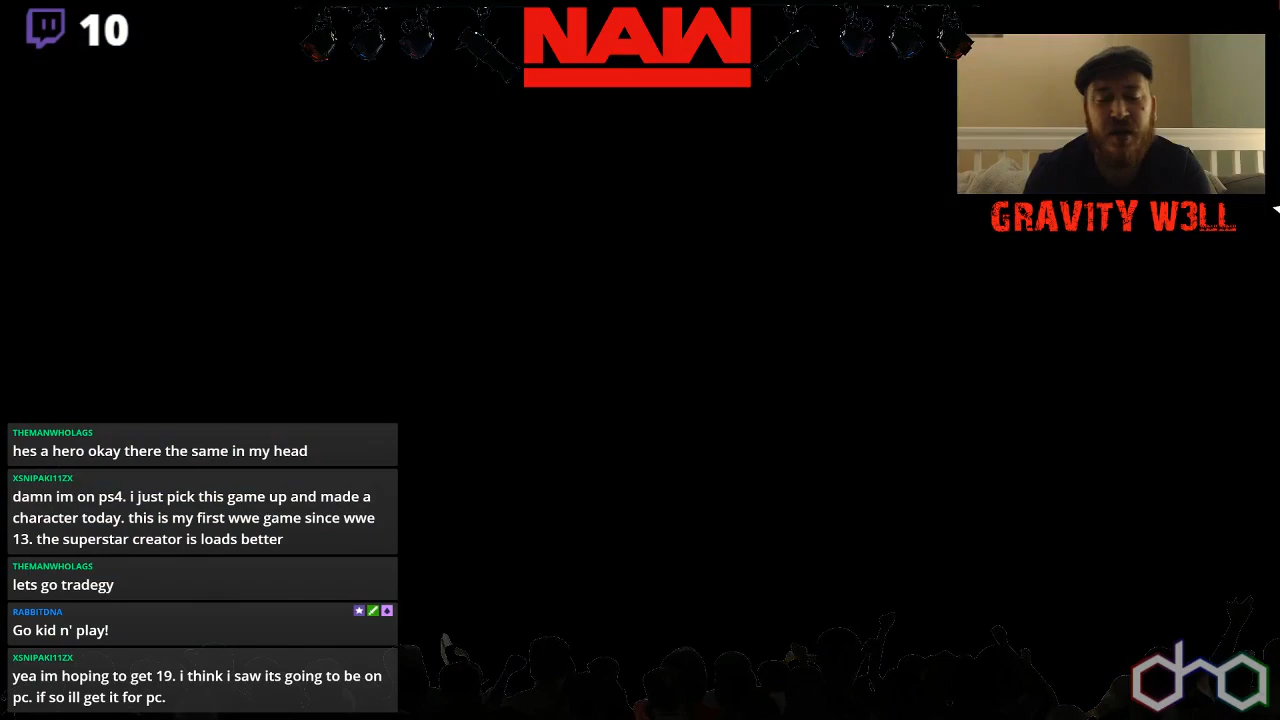 10
NAW
GRAV1TY W3LL
THEMANWHOLAGS
hes a hero okay there the same in my head
XSNIPAKI11ZX
damn im on ps4. i just pick this game up and made a
character today. this is my first wwe game since wwe
13. the superstar creator is loads better
THEMANWHOLAGS
lets go tradegy
RABBITDNA
Go kid n' play!
XSNIPAKI11ZX
yea im hoping to get 19. i think i saw its going to be on
pc. if so ill get it for pc.
dna